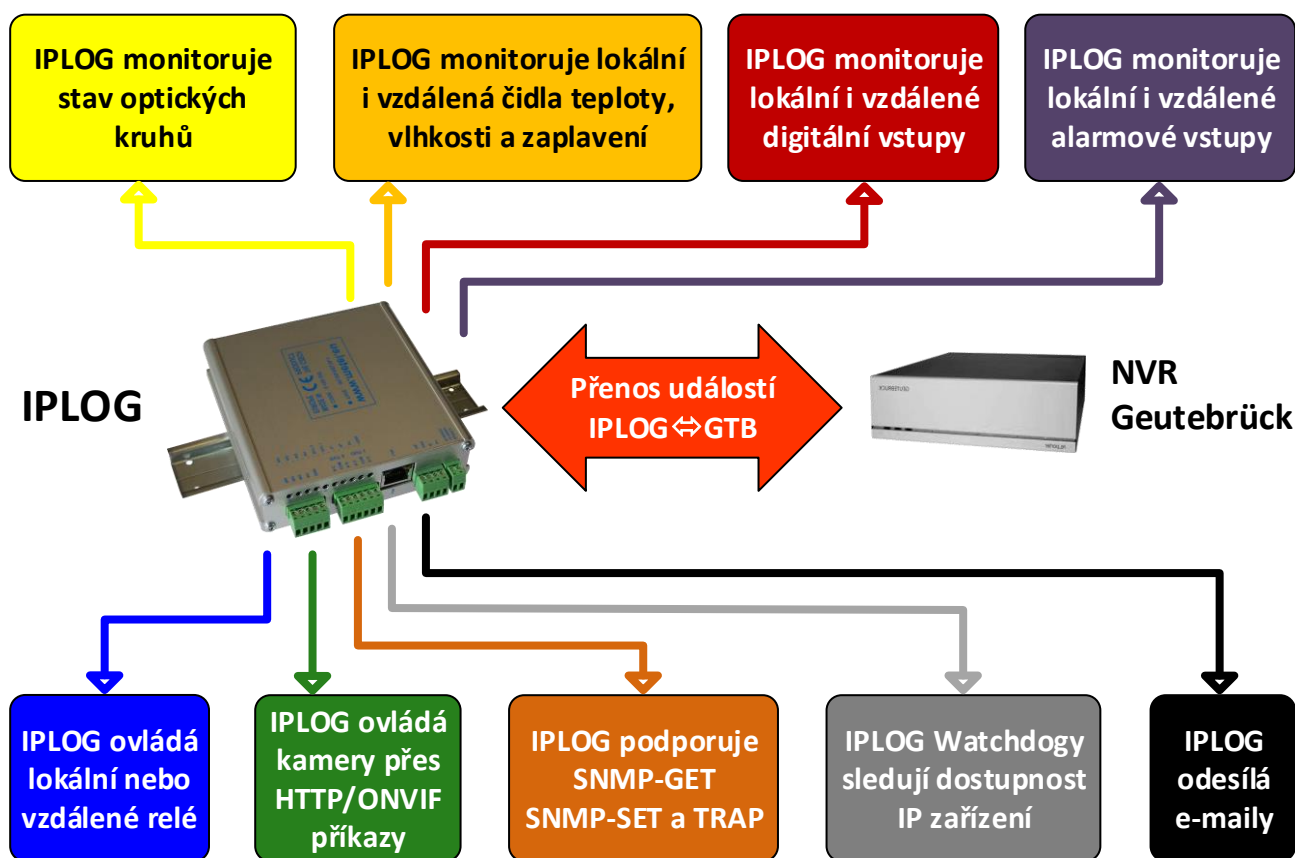 IPLOG monitoruje
stav optických
kruhů
IPLOG monitoruje lokální
i vzdálená čidla teploty,
vlhkosti a zaplavení
IPLOG monitoruje
lokální i vzdálené
digitální vstupy
IPLOG monitoruje
lokální i vzdálené
alarmové vstupy
IPLOG
www.metel.eu
Přenos událostí
IPLOG⇔GTB
NVR
Geutebrück
IPLOG ovládá
lokální nebo
vzdálené relé
IPLOG ovládá
kamery přes
HTTP/ONVIF
příkazy
IPLOG podporuje
SNMP-GET
SNMP-SET a TRAP
IPLOG Watchdogy
sledují dostupnost
IP zařízení
IPLOG
odesílá
e-maily